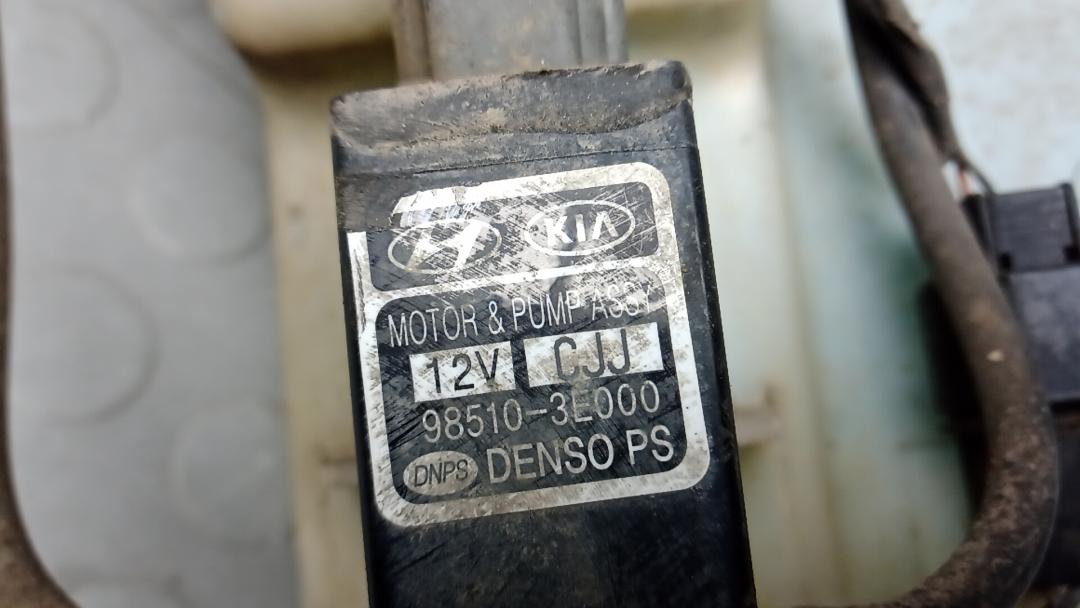 KIA
MOTOR & PUMP ASSY
12V CJJ
98510-3E000
DNPS DENSO PS